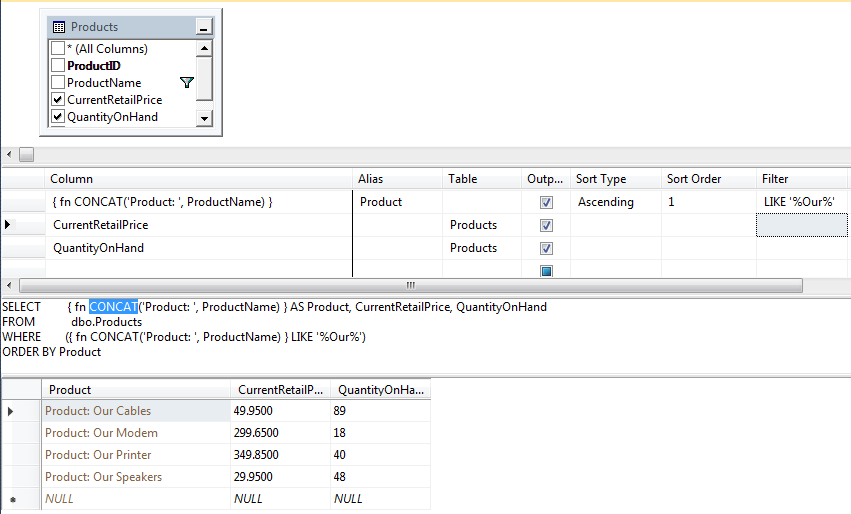 Products
* (All Columns)
ProductID
ProductName
CurrentRetailPrice
QuantityOnHand
Column Alias Table Outp... Sort Type Sort Order Filter
{ fn CONCAT('Product: ', ProductName) } Product Ascending 1 LIKE '%Our%'
CurrentRetailPrice Products
QuantityOnHand Products
SELECT { fn CONCAT('Product: ', ProductName) } AS Product, CurrentRetailPrice, QuantityOnHand
FROM dbo.Products
WHERE ({ fn CONCAT('Product: ', ProductName) } LIKE '%Our%')
ORDER BY Product
Product CurrentRetailP... QuantityOnHa...
Product: Our Cables 49.9500 89
Product: Our Modem 299.6500 18
Product: Our Printer 349.8500 40
Product: Our Speakers 29.9500 48
NULL NULL NULL